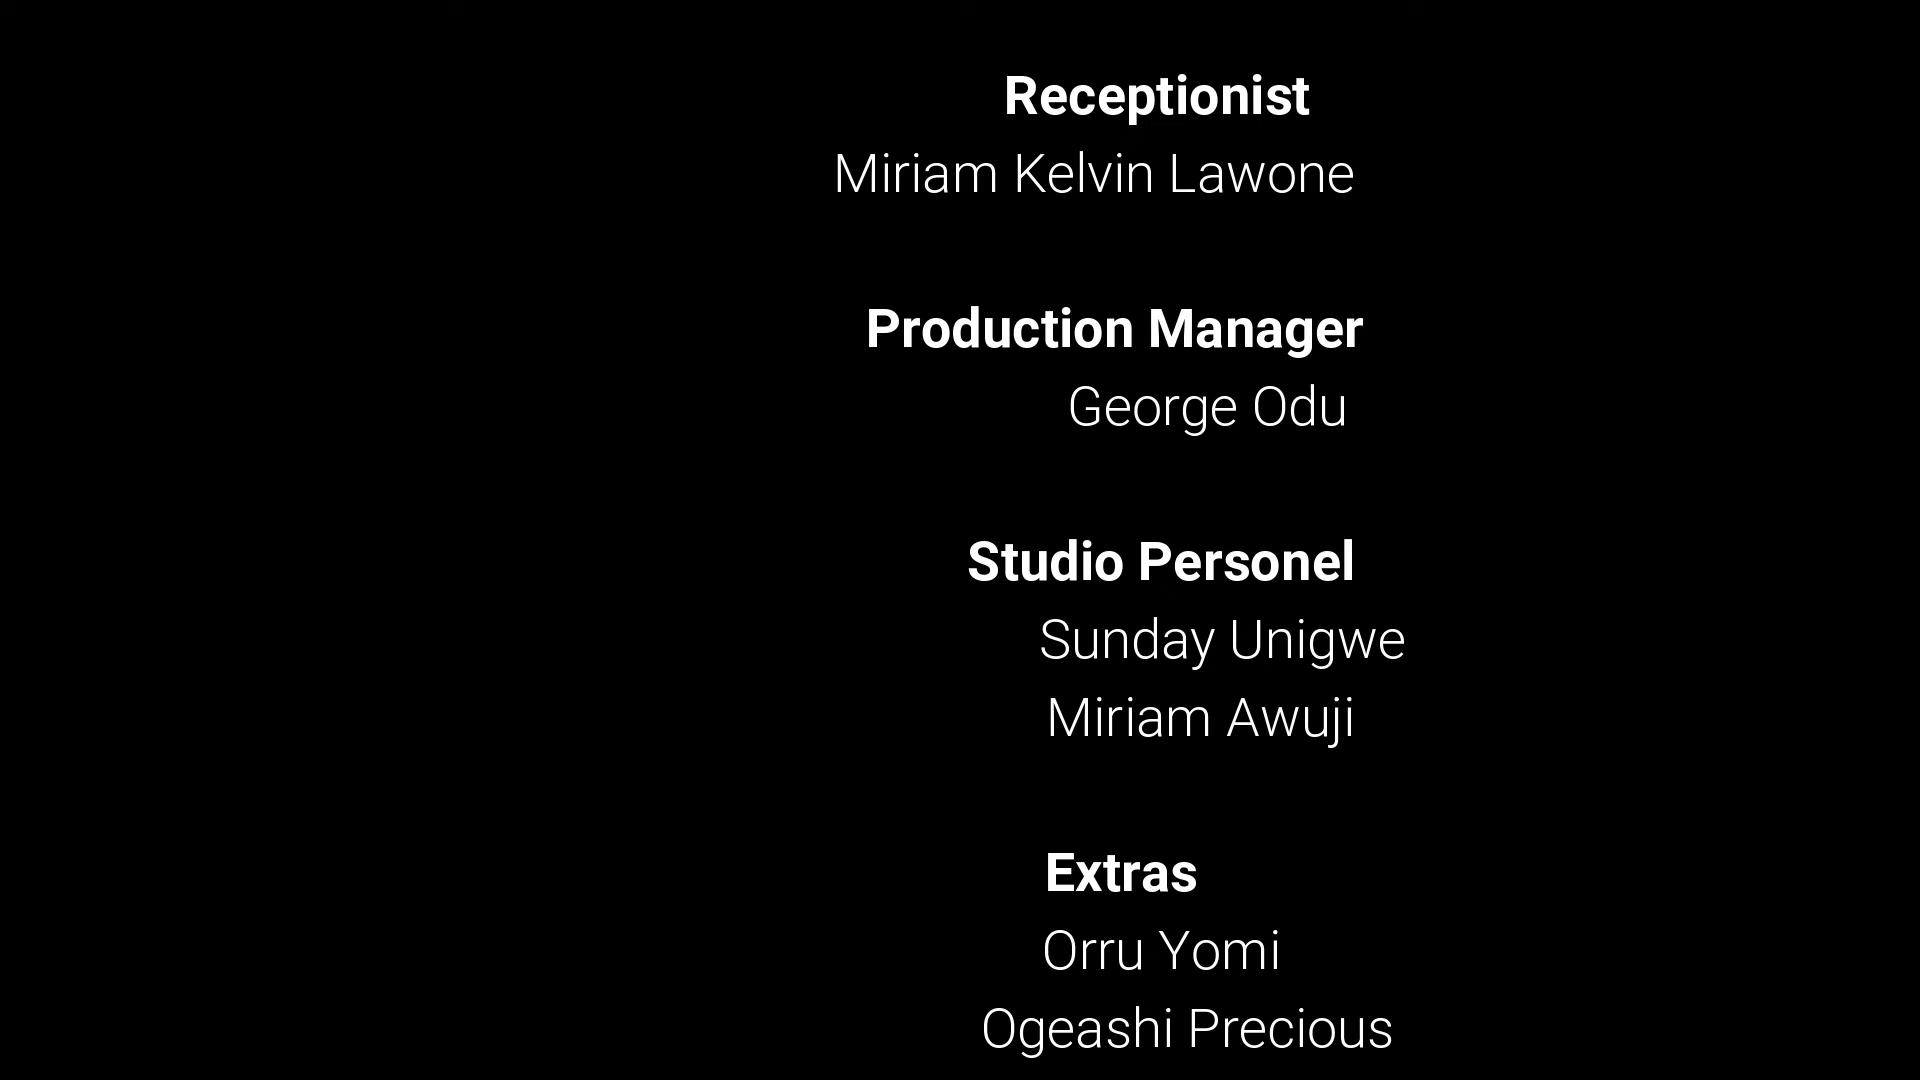 Receptionist
Miriam Kelvin Lawone
Production Manager
George Odu
Studio Personel
Sunday Unigwe
Miriam Awuji
Extras
Orru Yomi
Ogeashi Precious